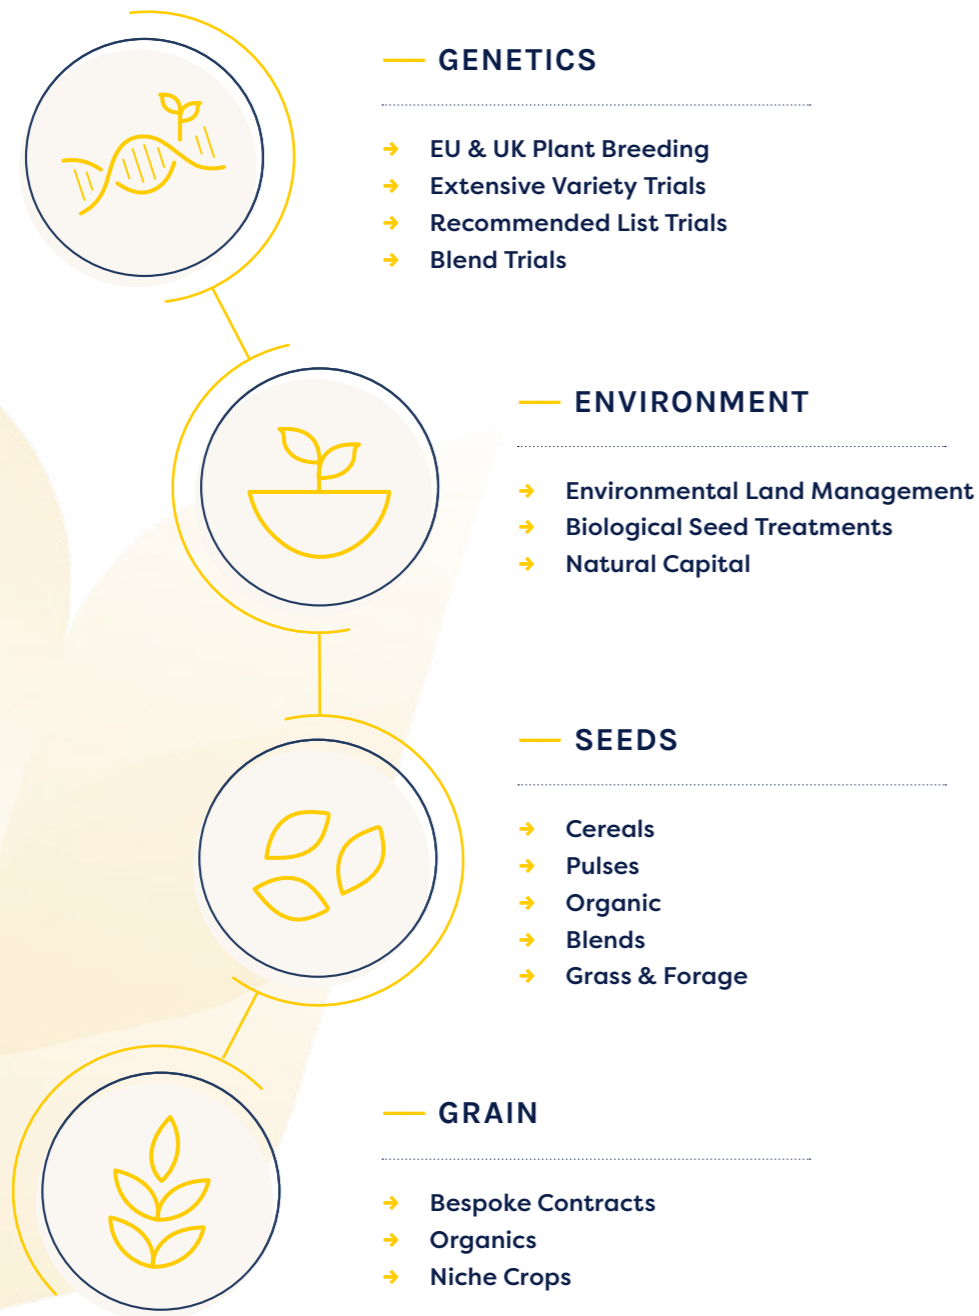 GENETICS
EU & UK Plant Breeding
Extensive Variety Trials
Recommended List Trials
Blend Trials
ENVIRONMENT
Environmental Land Management
Biological Seed Treatments
Natural Capital
SEEDS
Cereals
Pulses
Organic
Blends
Grass & Forage
GRAIN
Bespoke Contracts
Organics
Niche Crops